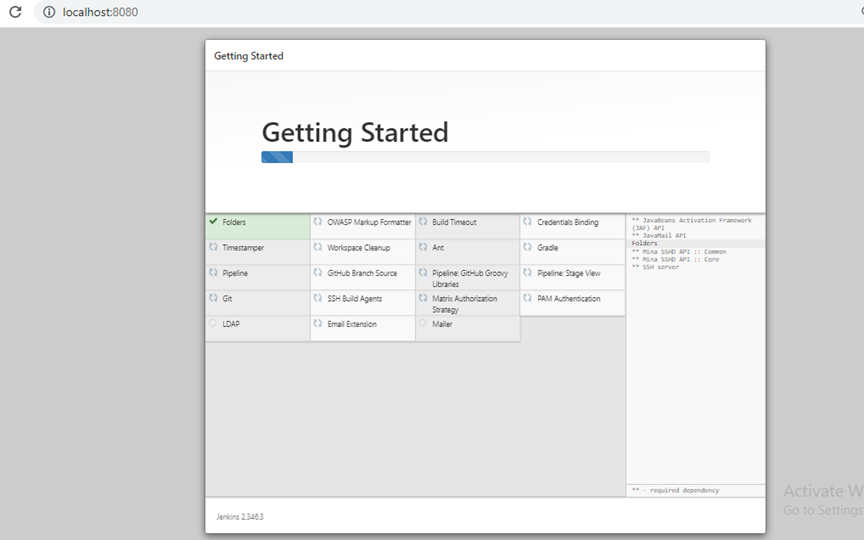 localhost:8080
Getting Started
Getting Started
Folders
OWASP Markup Formatter
Build Timeout
Credentials Binding
Timestamper
Workspace Cleanup
Ant
Gradle
Pipeline
GitHub Branch Source
Pipeline: GitHub Groovy
Libraries
Pipeline: Stage View
Git
SSH Build Agents
Matrix Authorization
Strategy
PAM Authentication
LDAP
Email Extension
Mailer
** JavaBeans Activation Framework
(JAF) API
** JavaMail API
Folders
** Mina SSHD API :: Common
** Mina SSHD API :: Core
** SSH server
** - required dependency
Jenkins 2.346.3
Activate W
Go to Settings